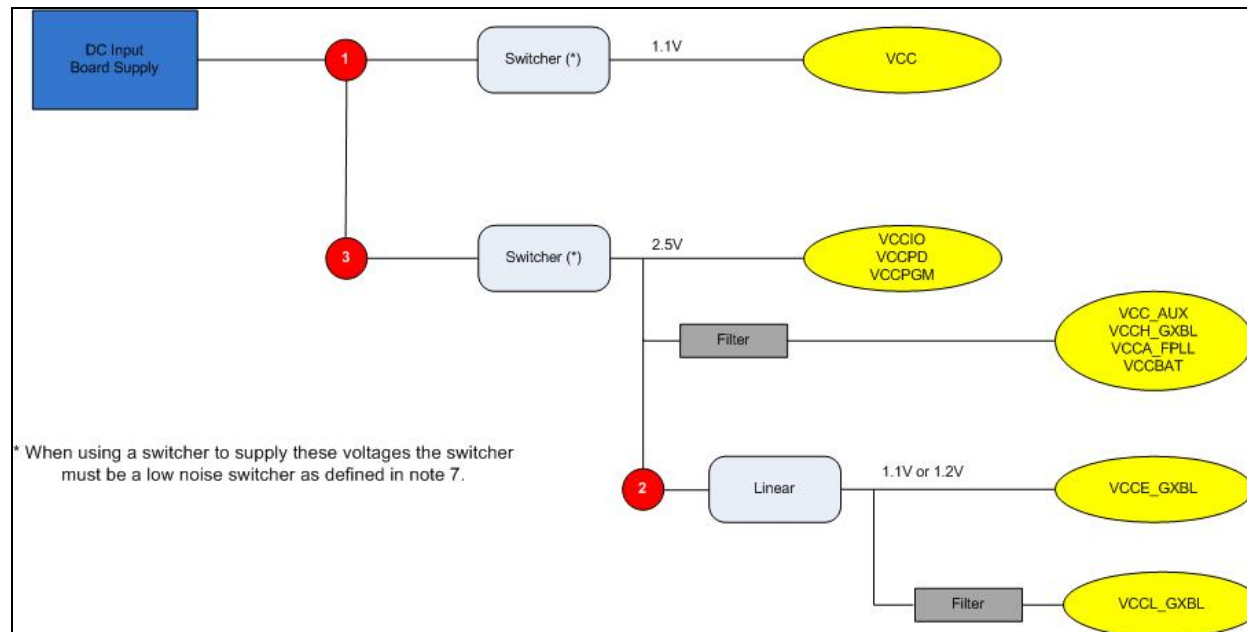 DC Input
Board Supply
1
Switcher (*)
1.1V
VCC
3
Switcher (*)
2.5V
VCCIO
VCCPD
VCCPGM
Filter
VCC_AUX
VCCH_GXBL
VCCA_FPLL
VCCBAT
* When using a switcher to supply these voltages the switcher
must be a low noise switcher as defined in note 7.
2
Linear
1.1V or 1.2V
VCCE_GXBL
Filter
VCCL_GXBL